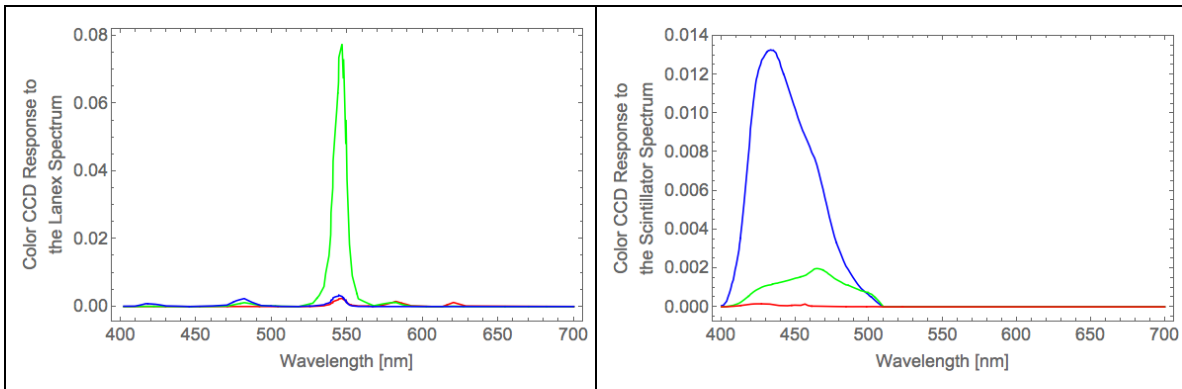 Color CCD Response to
the Lanex Spectrum
0.08
0.06
0.04
0.02
0.00
400 450 500 550 600 650 700
Wavelength [nm]
Color CCD Response to
the Scintillator Spectrum
0.014
0.012
0.010
0.008
0.006
0.004
0.002
0.000
400 450 500 550 600 650 700
Wavelength [nm]